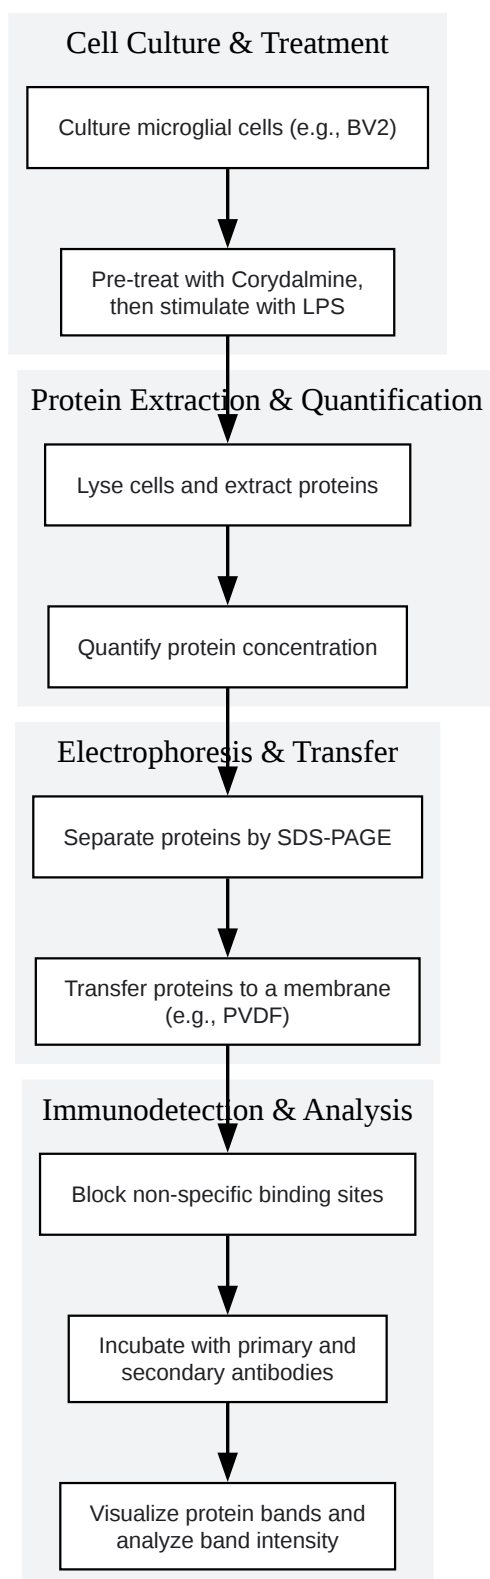 Cell Culture & Treatment
Culture microglial cells (e.g., BV2)
Pre-treat with Corydalmine,
then stimulate with LPS
Protein Extraction & Quantification
Lyse cells and extract proteins
Quantify protein concentration
Electrophoresis & Transfer
Separate proteins by SDS-PAGE
Transfer proteins to a membrane
(e.g., PVDF)
Immunodetection & Analysis
Block non-specific binding sites
Incubate with primary and
secondary antibodies
Visualize protein bands and
analyze band intensity